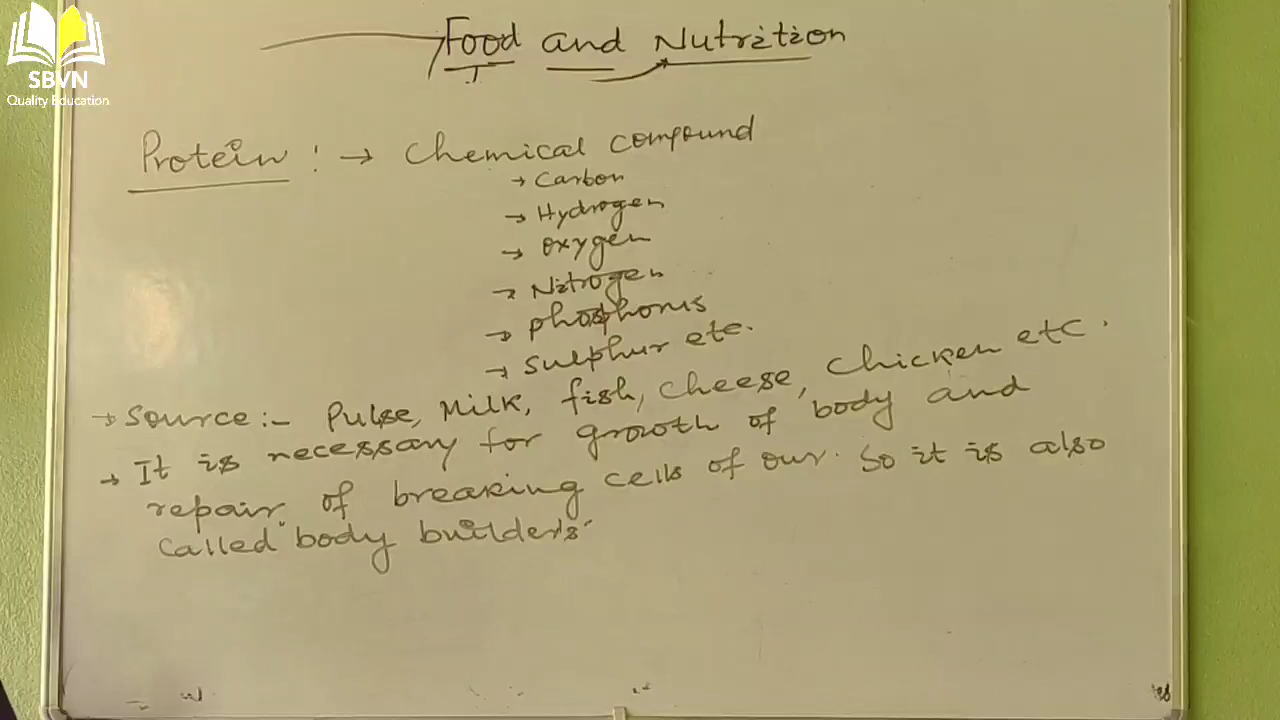 SBVN
Quality Education
Food and Nutrition
Protein : → Chemical compound
→ Carbon
→ Hydrogen
→ Oxygen
→ Nitrogen
→ Phosphorus
→ Sulphur etc.
→ Source:- Pulse, Milk, fish, cheese, Chicken etc.
→ It is necessary for growth of body and
repair of breaking cells of our. So it is also
called "body builders"